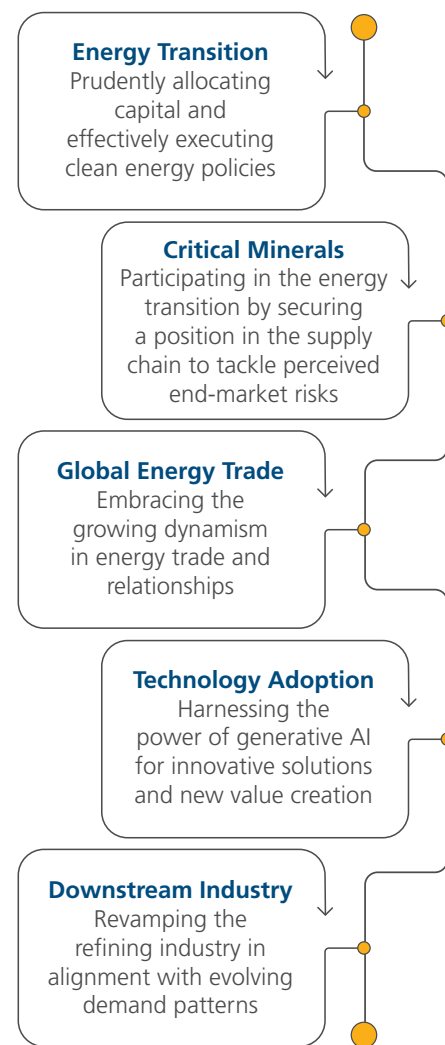 Energy Transition
Prudently allocating
capital and
effectively executing
clean energy policies
Critical Minerals
Participating in the energy
transition by securing
a position in the supply
chain to tackle perceived
end-market risks
Global Energy Trade
Embracing the
growing dynamism
in energy trade and
relationships
Technology Adoption
Harnessing the
power of generative AI
for innovative solutions
and new value creation
Downstream Industry
Revamping the
refining industry in
alignment with evolving
demand patterns